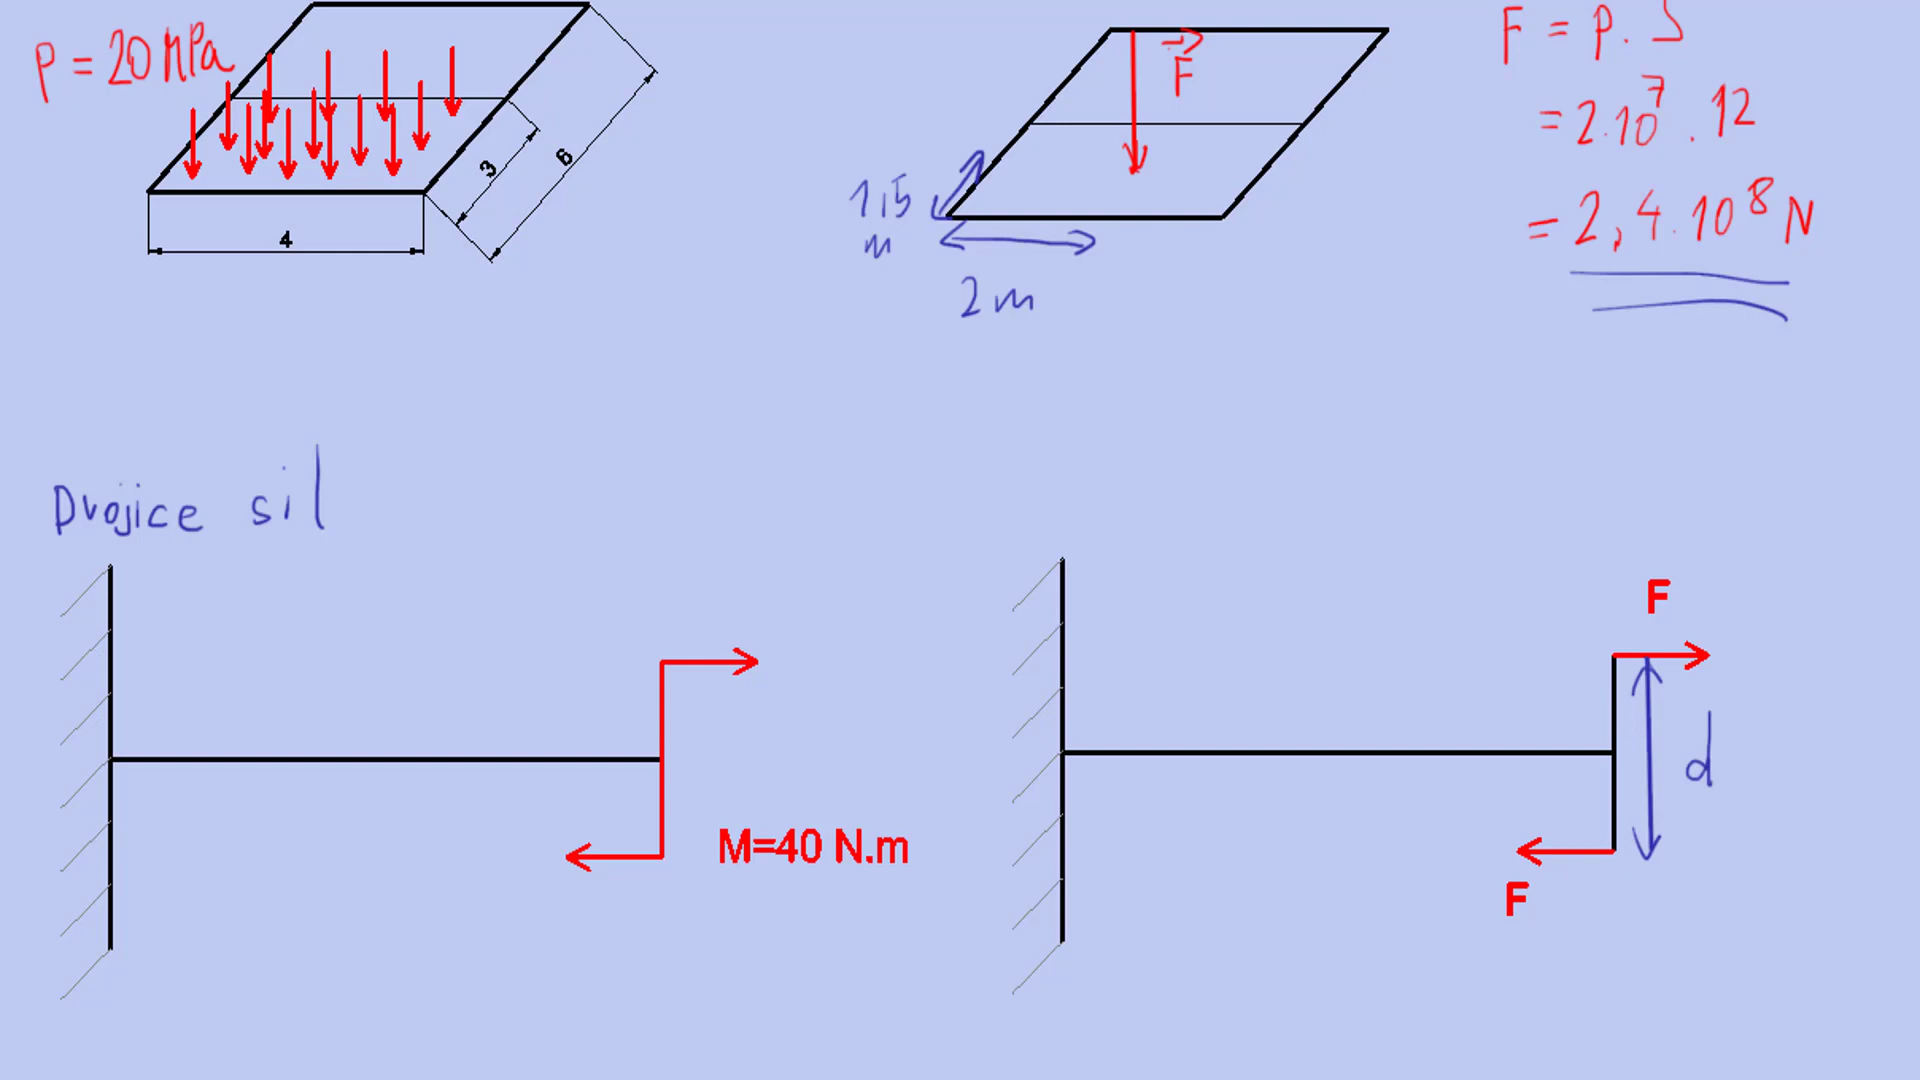 P = 20 MPa
3
6
4
F
1,5
m
2 m
F = p. S
= 2.10⁷ . 12
= 2,4.10⁸ N
Dvojice sil
M=40 N.m
F
d
F